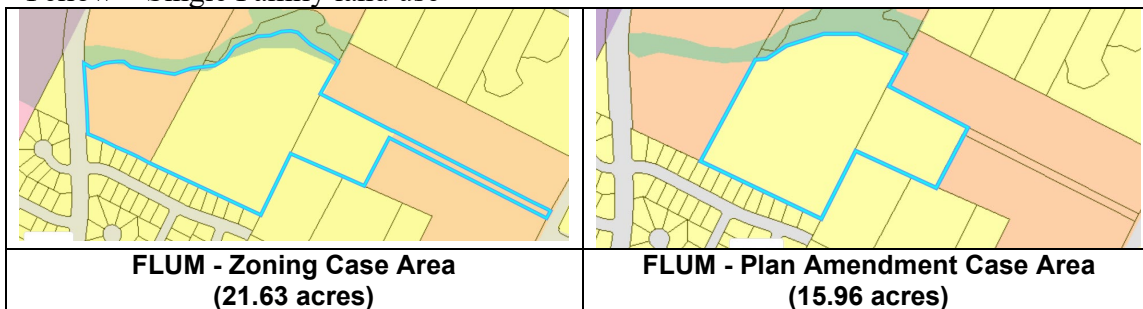 Yellow – Single Family land use
FLUM - Zoning Case Area
(21.63 acres)
FLUM - Plan Amendment Case Area
(15.96 acres)